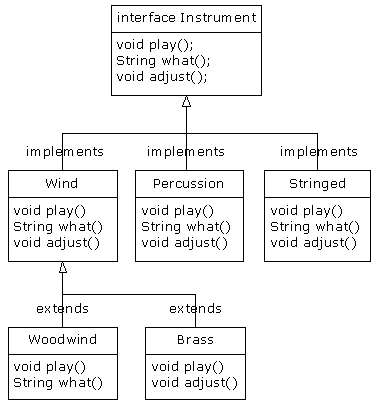 interface Instrument
void play();
String what();
void adjust();
implements
implements
implements
Wind
void play()
String what()
void adjust()
Percussion
void play()
String what()
void adjust()
Stringed
void play()
String what()
void adjust()
extends
extends
Woodwind
void play()
String what()
Brass
void play()
void adjust()